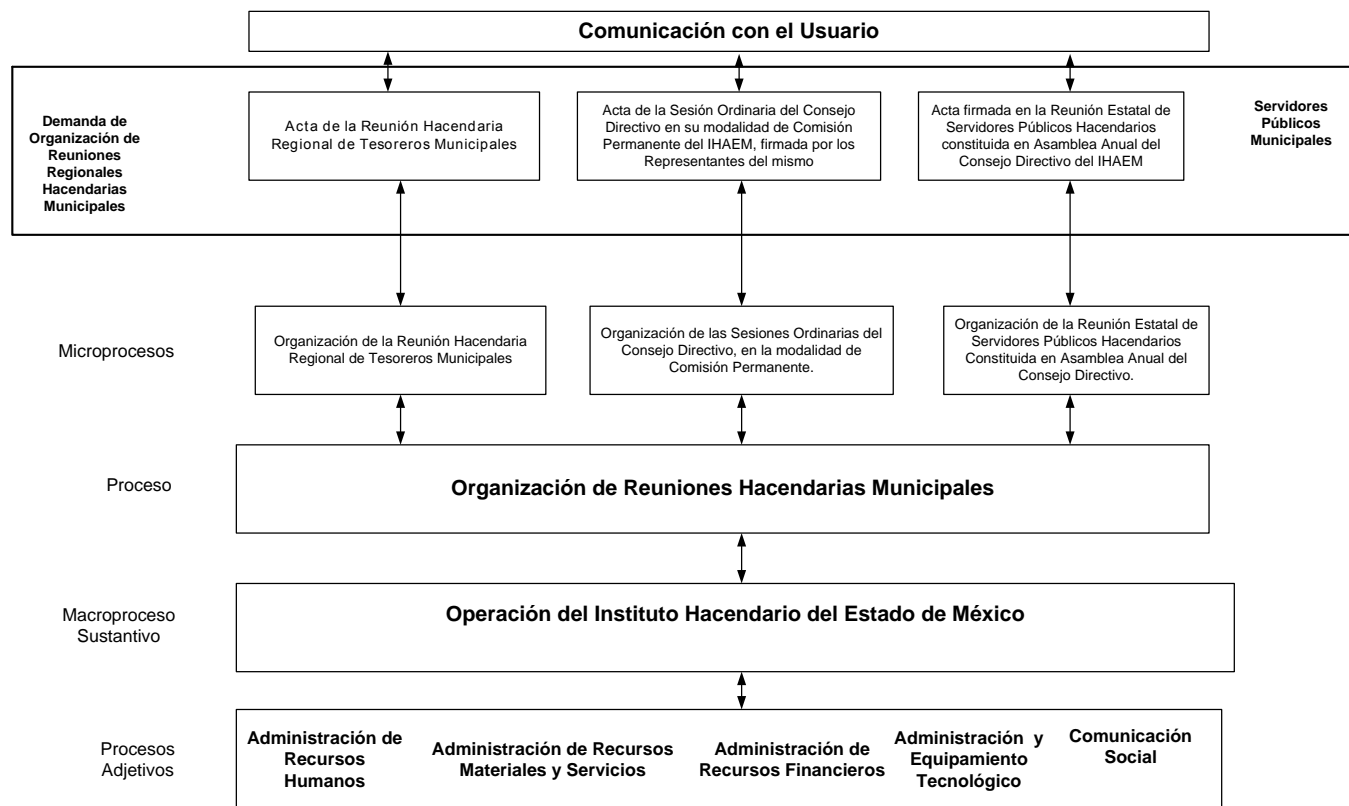 Comunicación con el Usuario
Demanda de
Organización de
Reuniones
Regionales
Hacendarias
Municipales
Acta de la Reunión Hacendaria
Regional de Tesoreros Municipales
Acta de la Sesión Ordinaria del Consejo
Directivo en su modalidad de Comisión
Permanente del IHAEM, firmada por los
Representantes del mismo
Acta firmada en la Reunión Estatal de
Servidores Públicos Hacendarios
constituida en Asamblea Anual del
Consejo Directivo del IHAEM
Servidores
Públicos
Municipales
Microprocesos
Organización de la Reunión Hacendaria
Regional de Tesoreros Municipales
Organización de las Sesiones Ordinarias del
Consejo Directivo, en la modalidad de
Comisión Permanente.
Organización de la Reunión Estatal de
Servidores Públicos Hacendarios
Constituida en Asamblea Anual del
Consejo Directivo.
Proceso
Organización de Reuniones Hacendarias Municipales
Macroproceso
Sustantivo
Operación del Instituto Hacendario del Estado de México
Procesos
Adjetivos
Administración de
Recursos
Humanos
Administración de Recursos
Materiales y Servicios
Administración de
Recursos Financieros
Administración y
Equipamiento
Tecnológico
Comunicación
Social